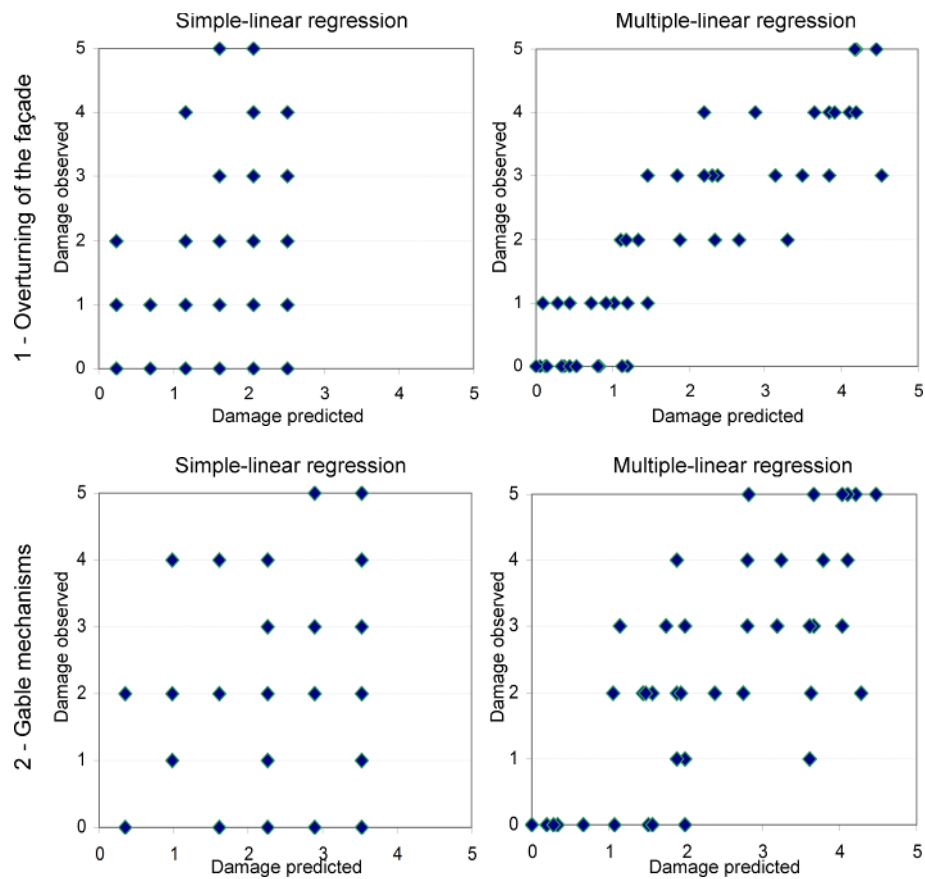 Simple-linear regression
Multiple-linear regression
1 - Overturning of the façade
Damage observed
5
4
3
2
1
0
0 1 2 3 4 5
Damage predicted
Damage observed
5
4
3
2
1
0
0 1 2 3 4 5
Damage predicted
Simple-linear regression
Multiple-linear regression
2 - Gable mechanisms
Damage observed
5
4
3
2
1
0
0 1 2 3 4 5
Damage predicted
Damage observed
5
4
3
2
1
0
0 1 2 3 4 5
Damage predicted